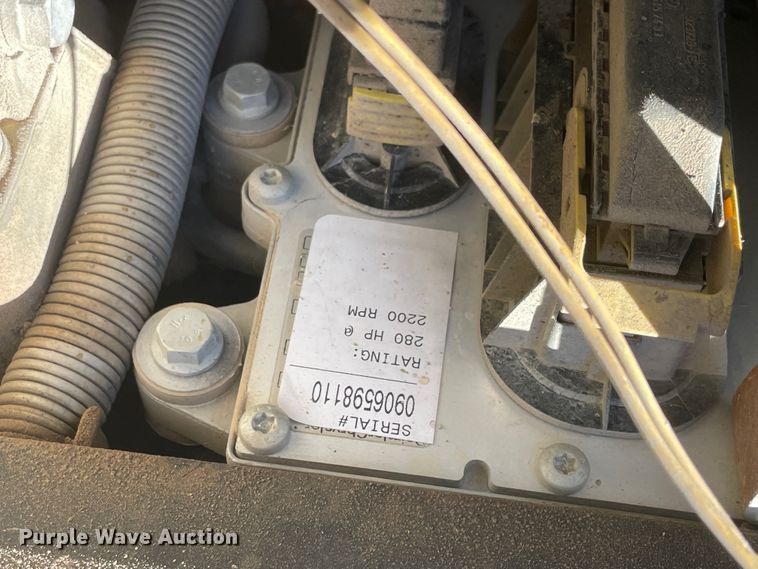 SERIAL#
0906598110
RATING:
280 HP @
2200 RPM
Purple Wave Auction